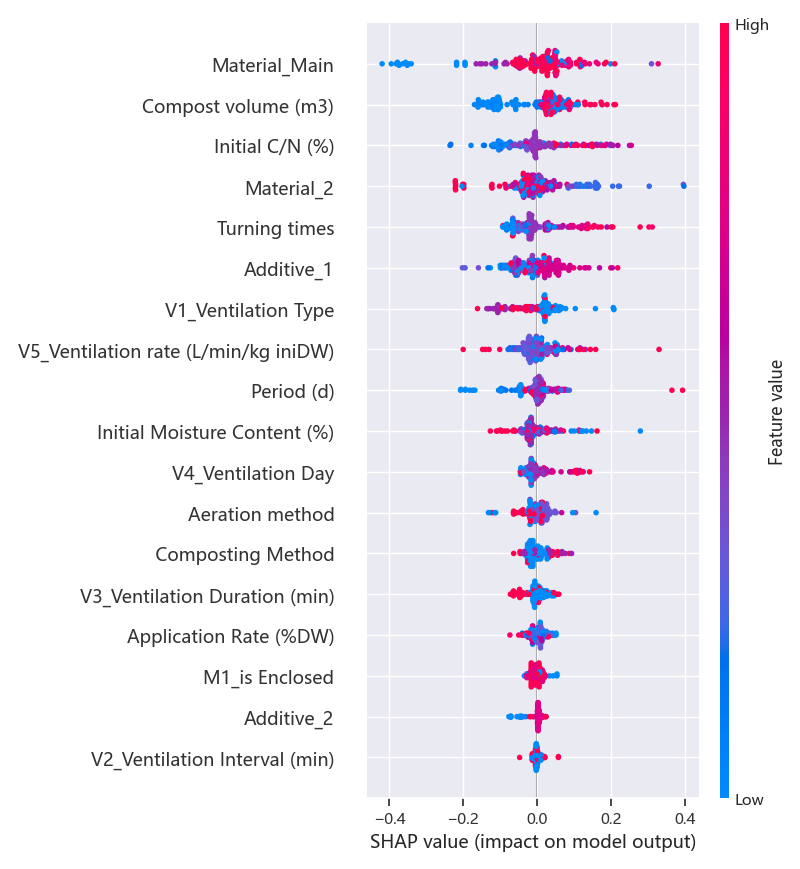 High
Material_Main
Compost volume (m3)
Initial C/N (%)
Material_2
Turning times
Additive_1
V1_Ventilation Type
V5_Ventilation rate (L/min/kg iniDW)
Period (d)
Initial Moisture Content (%)
V4_Ventilation Day
Aeration method
Composting Method
V3_Ventilation Duration (min)
Application Rate (%DW)
M1_is Enclosed
Additive_2
V2_Ventilation Interval (min)
Feature value
Low
−0.4 −0.2 0.0 0.2 0.4
SHAP value (impact on model output)